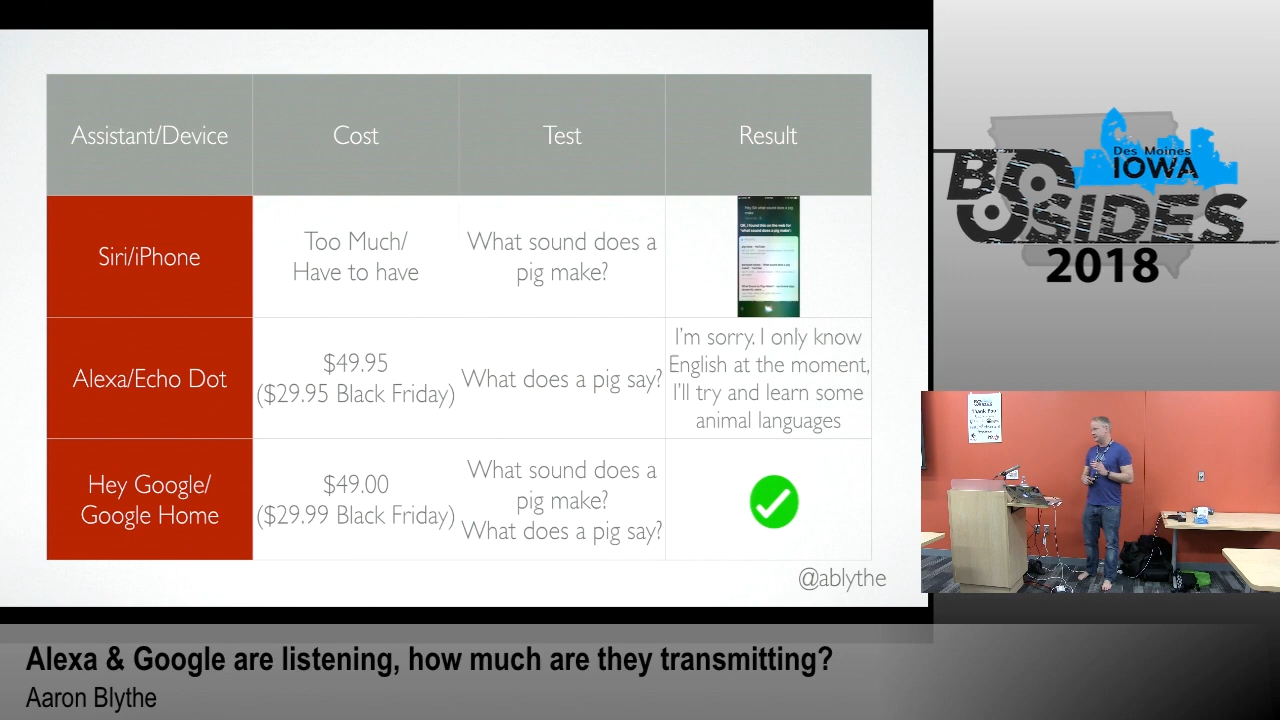 Assistant/Device
Cost
Test
Result
Siri/iPhone
Too Much/
Have to have
What sound does a
pig make?
Alexa/Echo Dot
$49.95
($29.95 Black Friday)
What does a pig say?
I'm sorry. I only know
English at the moment,
I'll try and learn some
animal languages
Hey Google/
Google Home
$49.00
($29.99 Black Friday)
What sound does a
pig make?
What does a pig say?
@ablythe
Des Moines
IOWA
BSIDES
2018
Thank You
Alexa & Google are listening, how much are they transmitting?
Aaron Blythe